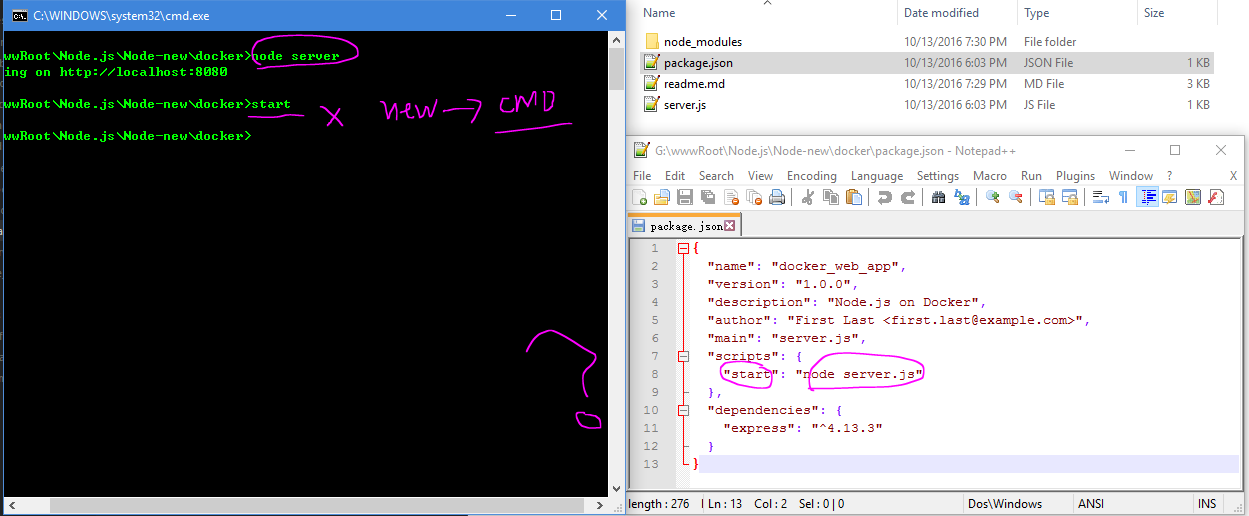 C:\WINDOWS\system32\cmd.exe
wwRoot\Node.js\Node-new\docker>node server
ing on http://localhost:8080
wwRoot\Node.js\Node-new\docker>start
x new → CMD
wwRoot\Node.js\Node-new\docker>
?
Name Date modified Type Size
node_modules 10/13/2016 7:30 PM File folder
package.json 10/13/2016 6:03 PM JSON File 1 KB
readme.md 10/13/2016 7:29 PM MD File 3 KB
server.js 10/13/2016 6:03 PM JS File 1 KB
G:\wwwRoot\Node.js\Node-new\docker\package.json - Notepad++
File Edit Search View Encoding Language Settings Macro Run Plugins Window ? X
package.json
1 {
2 "name": "docker_web_app",
3 "version": "1.0.0",
4 "description": "Node.js on Docker",
5 "author": "First Last <first.last@example.com>",
6 "main": "server.js",
7 "scripts": {
8 "start": "node server.js"
9 },
10 "dependencies": {
11 "express": "^4.13.3"
12 }
13 }
length : 276 l Ln : 13 Col : 2 Sel : 0 | 0 Dos\Windows ANSI INS